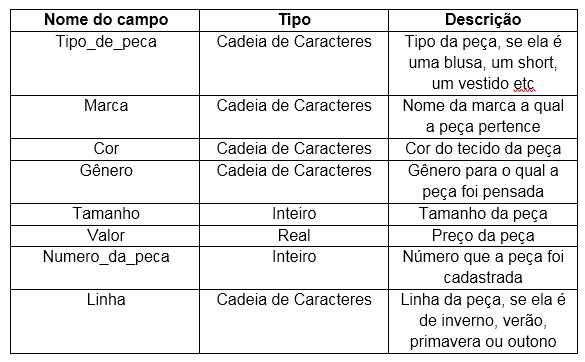 Nome do campo Tipo Descrição
Tipo_de_peca Cadeia de Caracteres Tipo da peça, se ela é
uma blusa, um short,
um vestido etc
Marca Cadeia de Caracteres Nome da marca a qual
a peça pertence
Cor Cadeia de Caracteres Cor do tecido da peça
Gênero Cadeia de Caracteres Gênero para o qual a
peça foi pensada
Tamanho Inteiro Tamanho da peça
Valor Real Preço da peça
Numero_da_peca Inteiro Número que a peça foi
cadastrada
Linha Cadeia de Caracteres Linha da peça, se ela é
de inverno, verão,
primavera ou outono